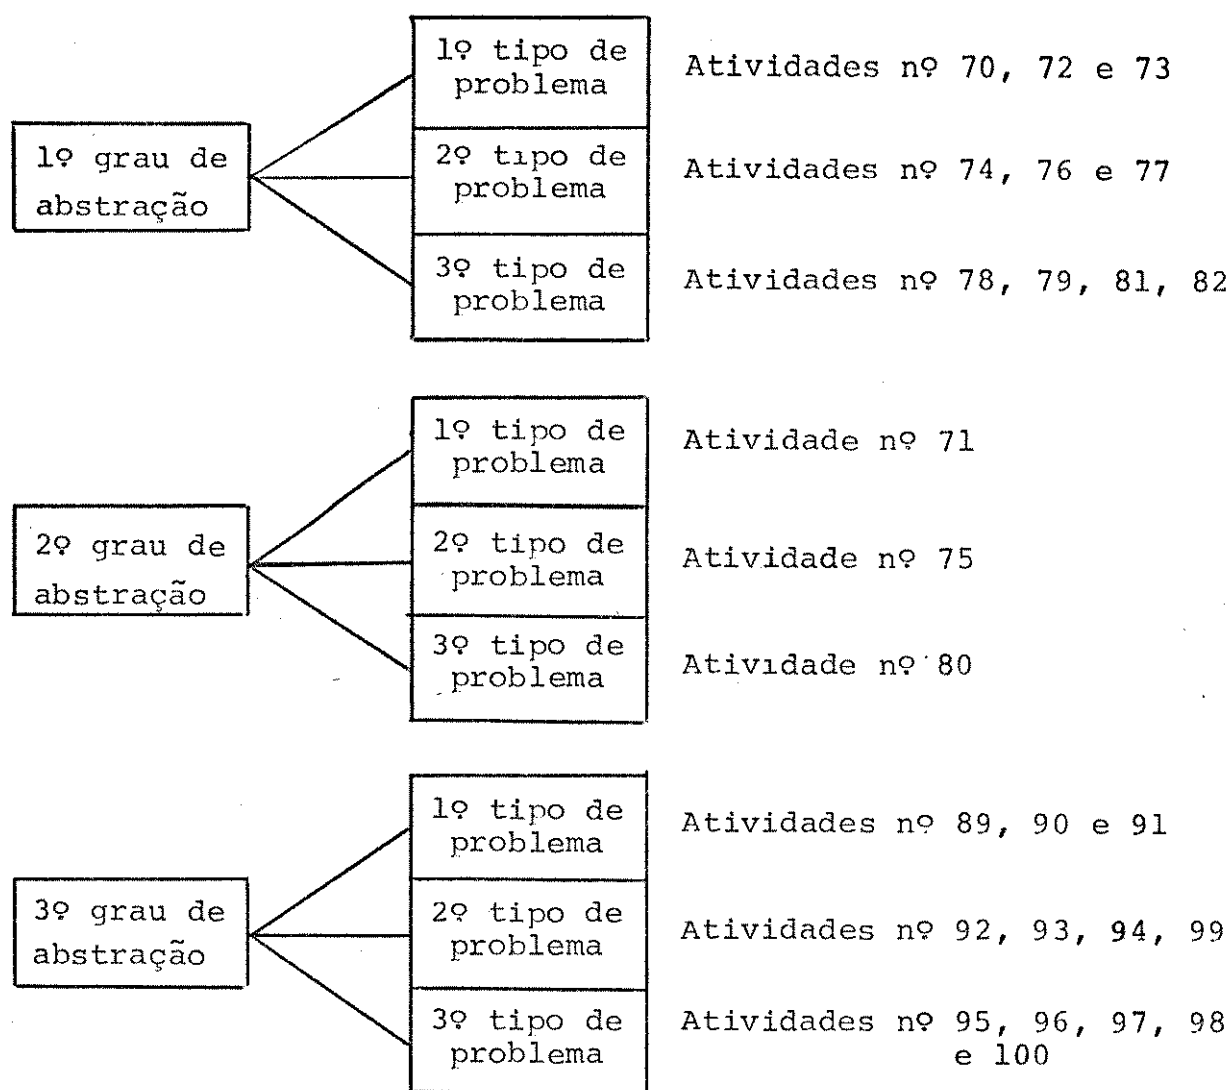 1º tipo de
problema
Atividades nº 70, 72 e 73
1º grau de
abstração
2º tipo de
problema
Atividades nº 74, 76 e 77
3º tipo de
problema
Atividades nº 78, 79, 81, 82
1º tipo de
problema
Atividade nº 71
2º grau de
abstração
2º tipo de
problema
Atividade nº 75
3º tipo de
problema
Atividade nº 80
1º tipo de
problema
Atividades nº 89, 90 e 91
3º grau de
abstração
2º tipo de
problema
Atividades nº 92, 93, 94, 99
3º tipo de
problema
Atividades nº 95, 96, 97, 98
e 100